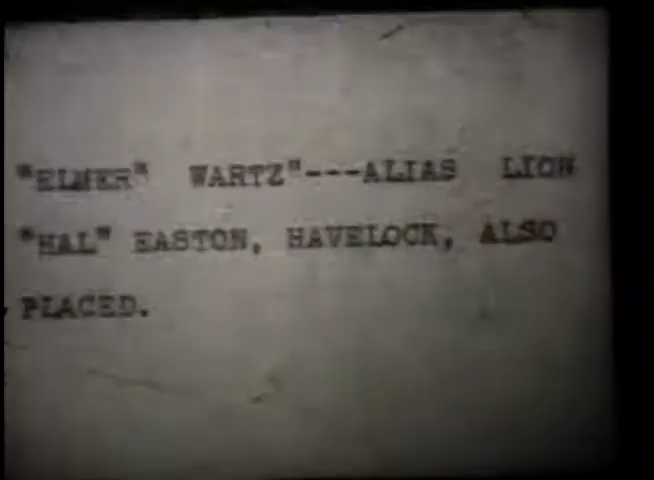 "ELMER" WARTZ"---ALIAS LION
"HAL" EASTON, HAVELOCK, ALSO
PLACED.